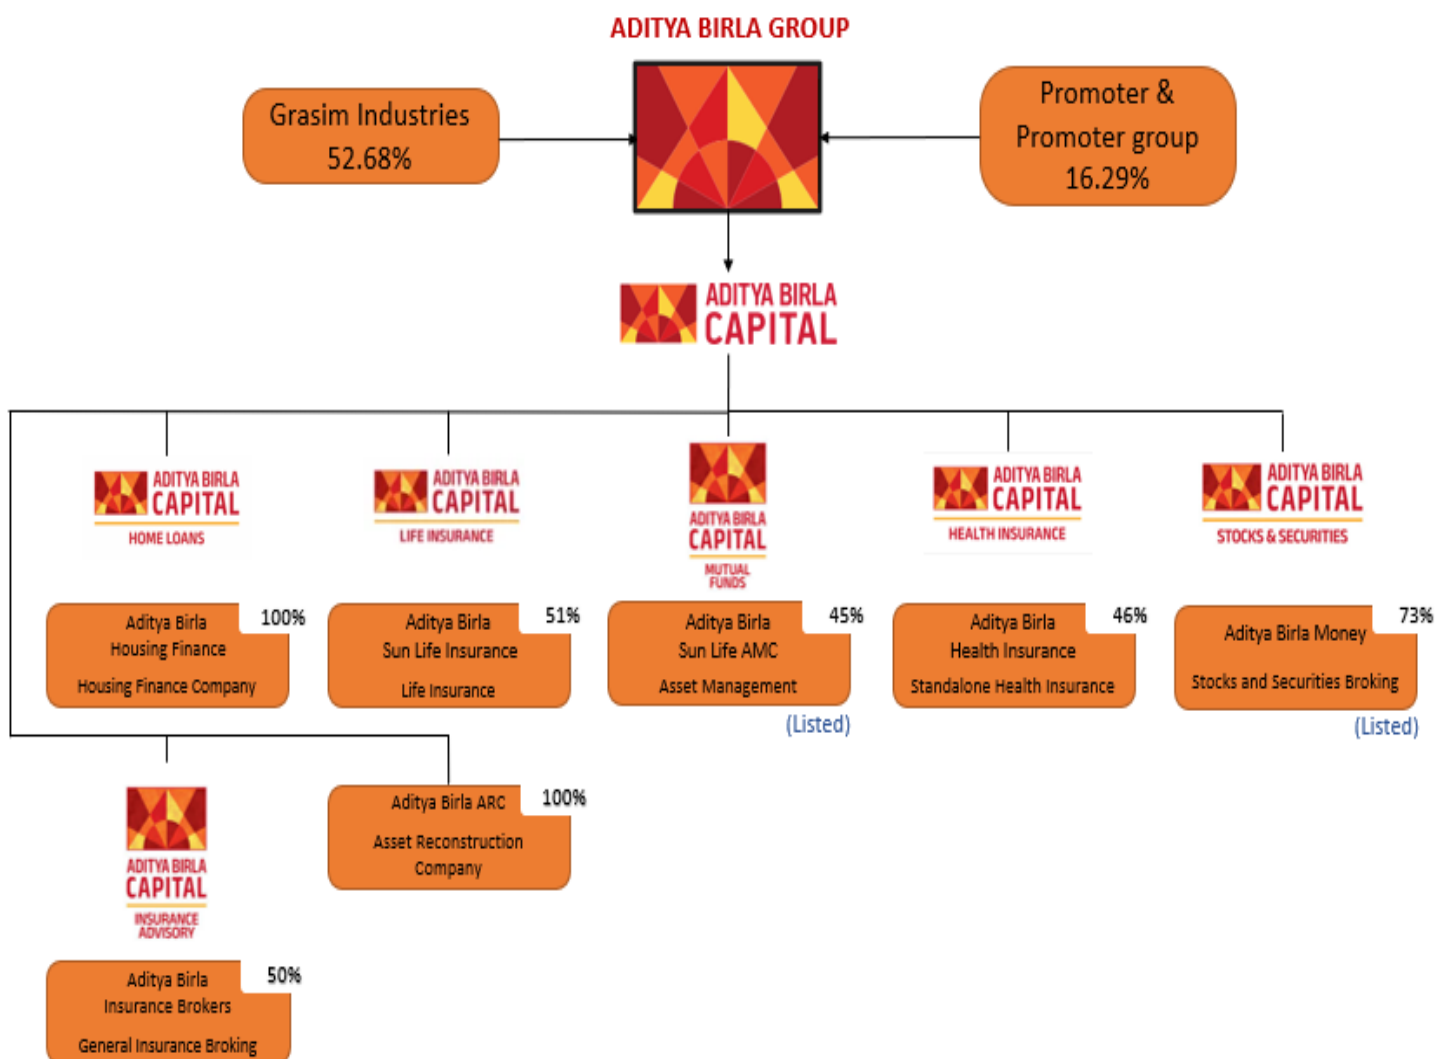 ADITYA BIRLA GROUP
Grasim Industries
52.68%
Promoter &
Promoter group
16.29%
ADITYA BIRLA
CAPITAL
ADITYA BIRLA
CAPITAL
HOME LOANS
ADITYA BIRLA
CAPITAL
LIFE INSURANCE
ADITYA BIRLA
CAPITAL
MUTUAL
FUNDS
ADITYA BIRLA
CAPITAL
HEALTH INSURANCE
ADITYA BIRLA
CAPITAL
STOCKS & SECURITIES
Aditya Birla
Housing Finance
Housing Finance Company
100%
Aditya Birla
Sun Life Insurance
Life Insurance
51%
Aditya Birla
Sun Life AMC
Asset Management
45%
(Listed)
Aditya Birla
Health Insurance
Standalone Health Insurance
46%
Aditya Birla Money
Stocks and Securities Broking
73%
(Listed)
ADITYA BIRLA
CAPITAL
INSURANCE
ADVISORY
Aditya Birla ARC
Asset Reconstruction
Company
100%
Aditya Birla
Insurance Brokers
General Insurance Broking
50%